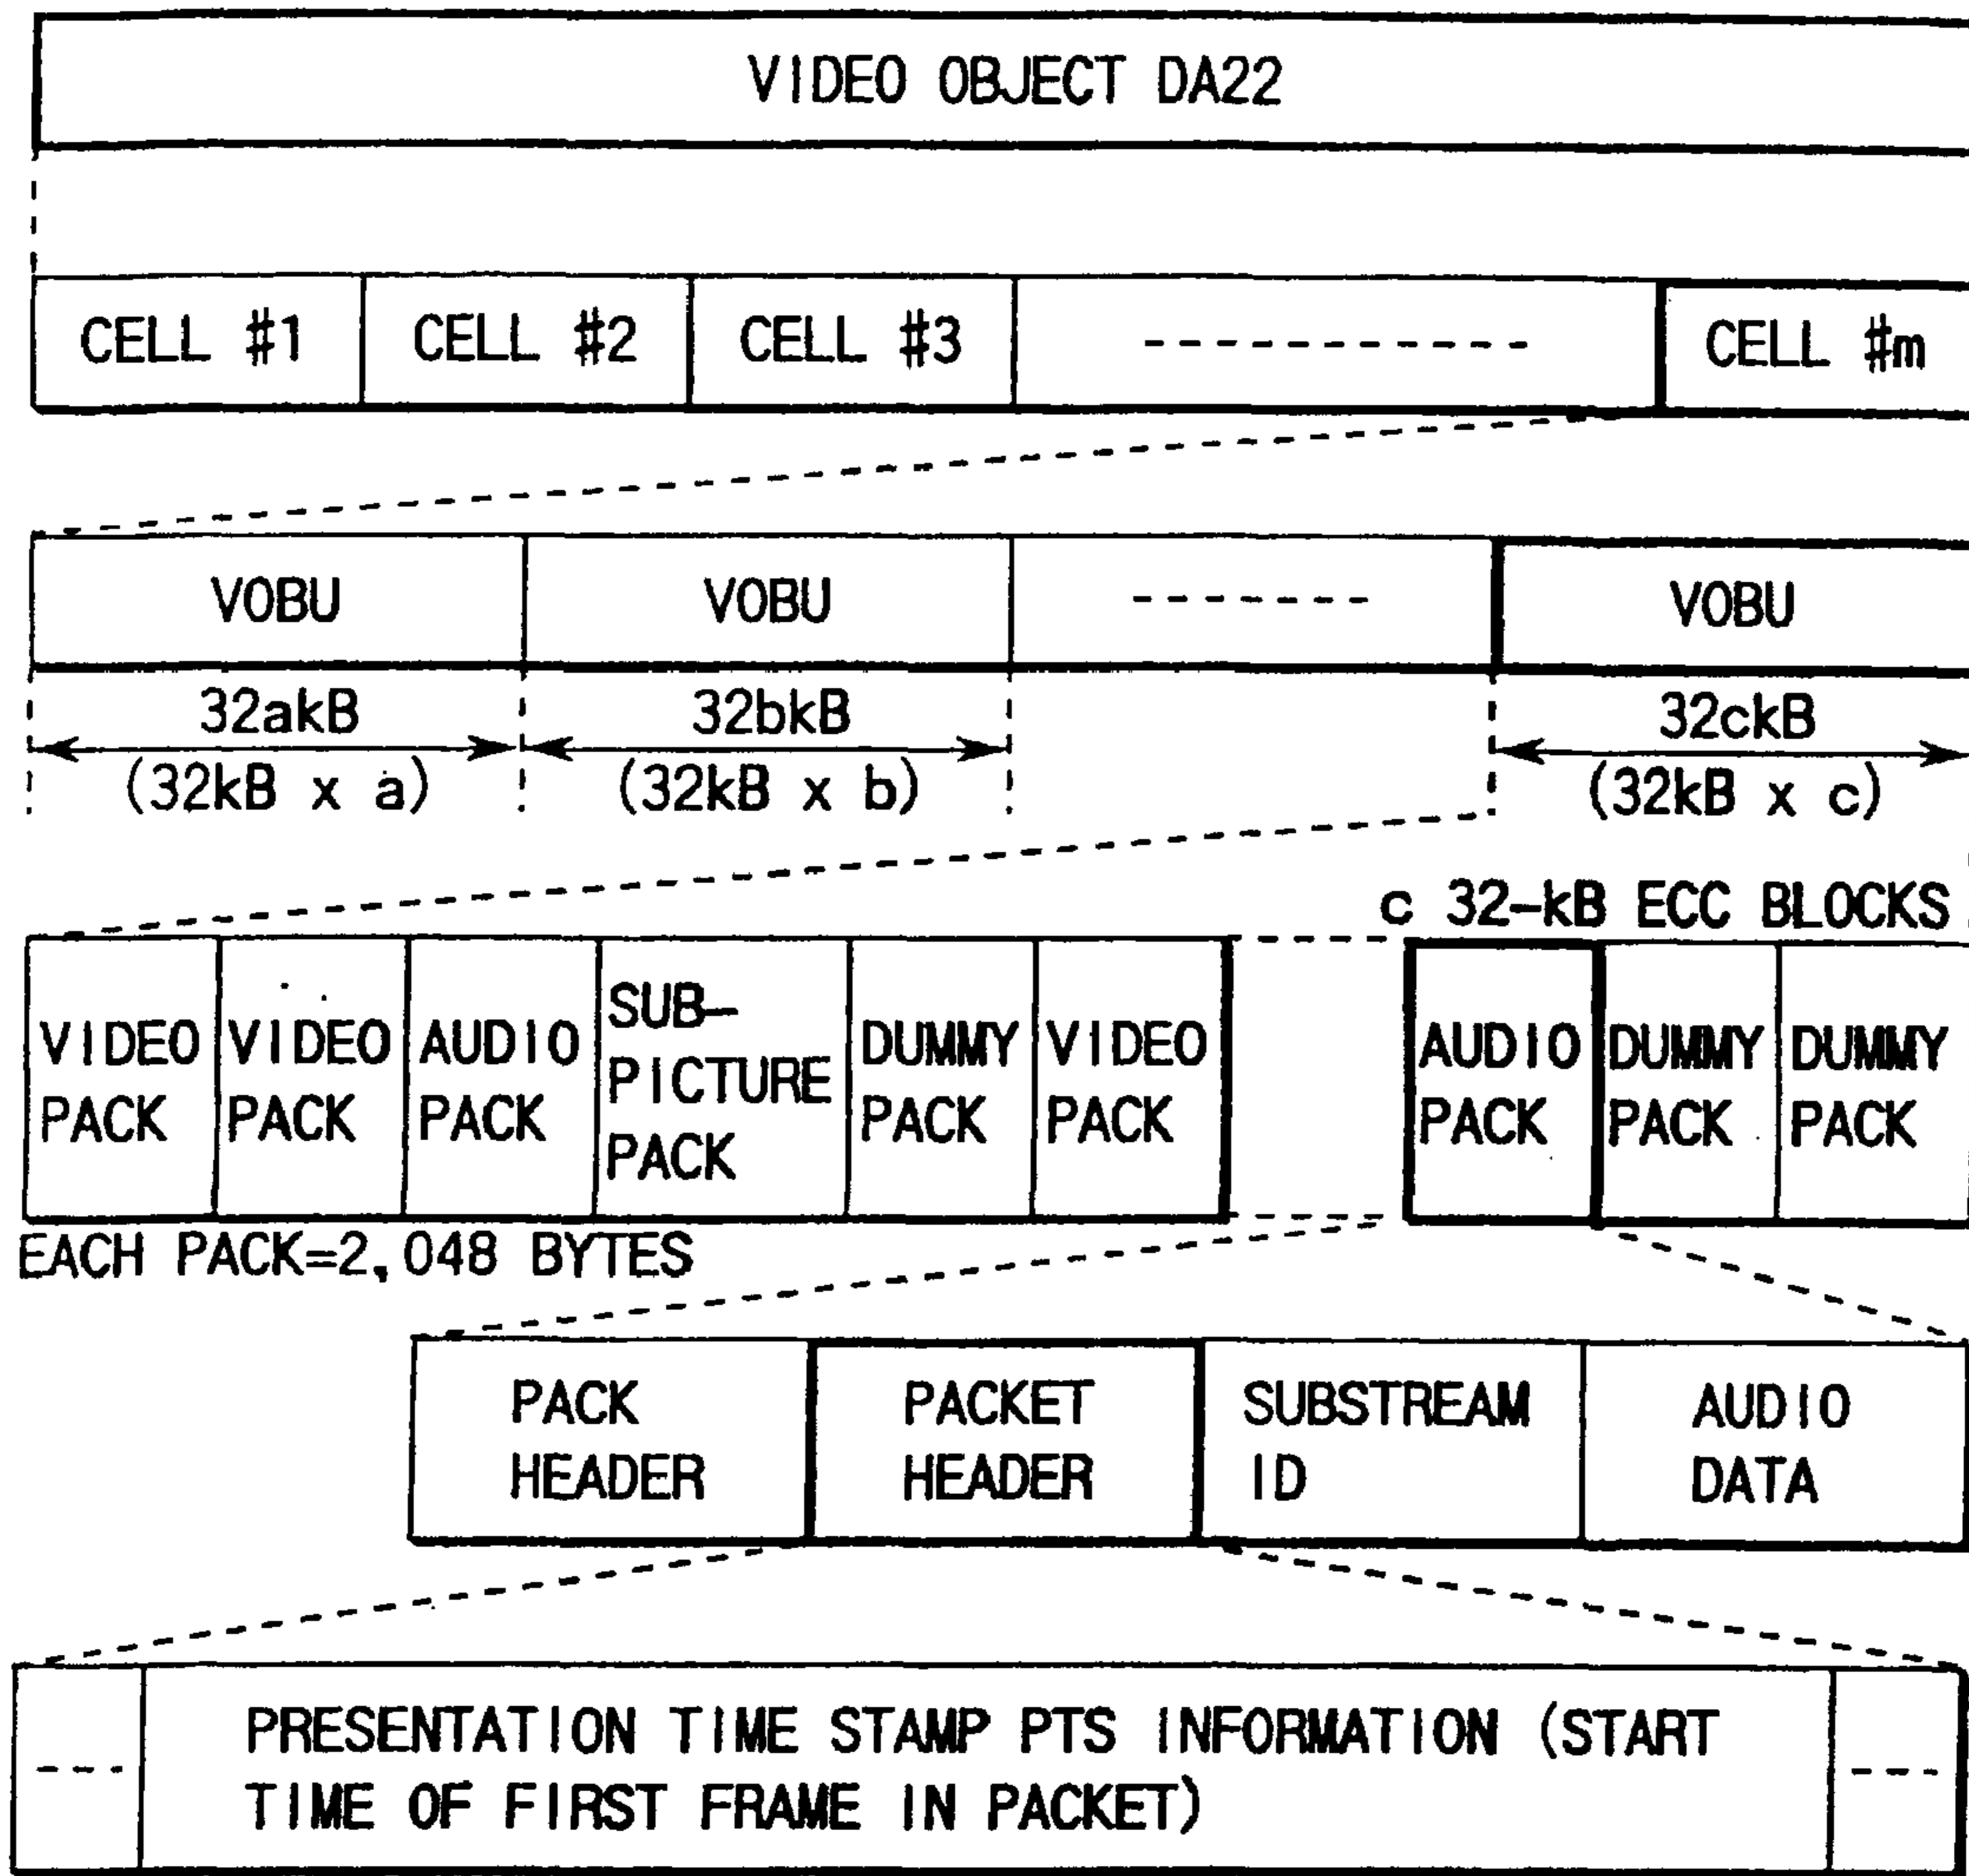 VIDEO OBJECT DA22
CELL #1 CELL #2 CELL #3 ----------- CELL #m
VOBU VOBU ------- VOBU
32akB 32bkB 32ckB
(32kB x a) (32kB x b) (32kB x c)
c 32-kB ECC BLOCKS
VIDEO PACK
VIDEO PACK
AUDIO PACK
SUB-
PICTURE
PACK
DUMMY PACK
VIDEO PACK
AUDIO PACK
DUMMY PACK
DUMMY PACK
EACH PACK=2,048 BYTES
PACK
HEADER
PACKET
HEADER
SUBSTREAM
ID
AUDIO
DATA
--- PRESENTATION TIME STAMP PTS INFORMATION (START ---
TIME OF FIRST FRAME IN PACKET)